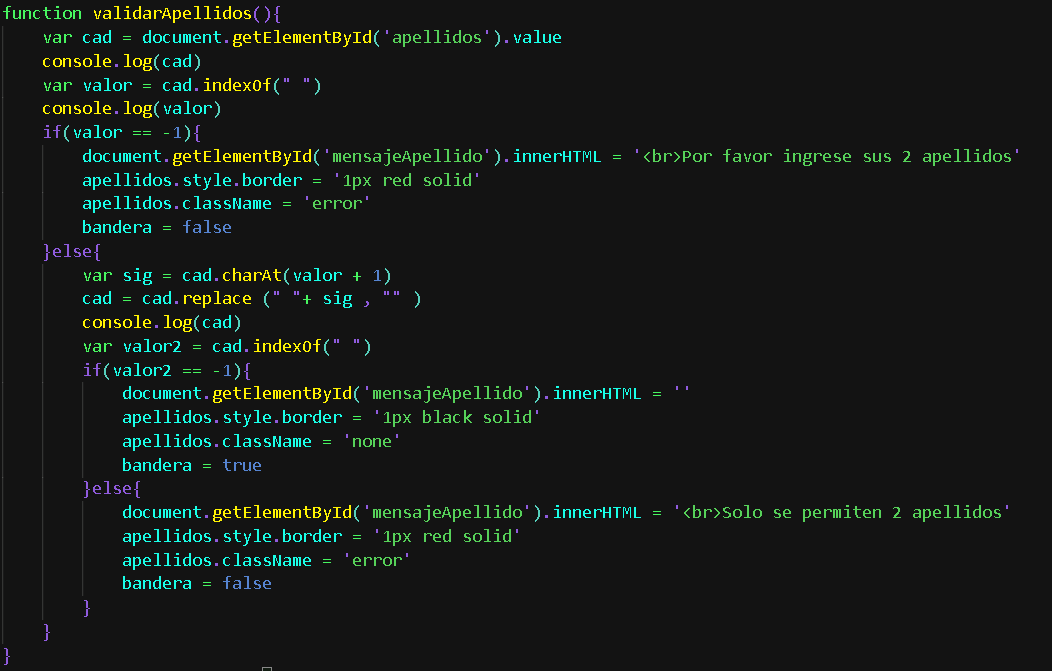 function validarApellidos(){
    var cad = document.getElementById('apellidos').value
    console.log(cad)
    var valor = cad.indexOf(" ")
    console.log(valor)
    if(valor == -1){
        document.getElementById('mensajeApellido').innerHTML = '<br>Por favor ingrese sus 2 apellidos'
        apellidos.style.border = '1px red solid'
        apellidos.className = 'error'
        bandera = false
    }else{
        var sig = cad.charAt(valor + 1)
        cad = cad.replace (" "+ sig , "" )
        console.log(cad)
        var valor2 = cad.indexOf(" ")
        if(valor2 == -1){
            document.getElementById('mensajeApellido').innerHTML = ''
            apellidos.style.border = '1px black solid'
            apellidos.className = 'none'
            bandera = true
        }else{
            document.getElementById('mensajeApellido').innerHTML = '<br>Solo se permiten 2 apellidos'
            apellidos.style.border = '1px red solid'
            apellidos.className = 'error'
            bandera = false
        }
    }
}